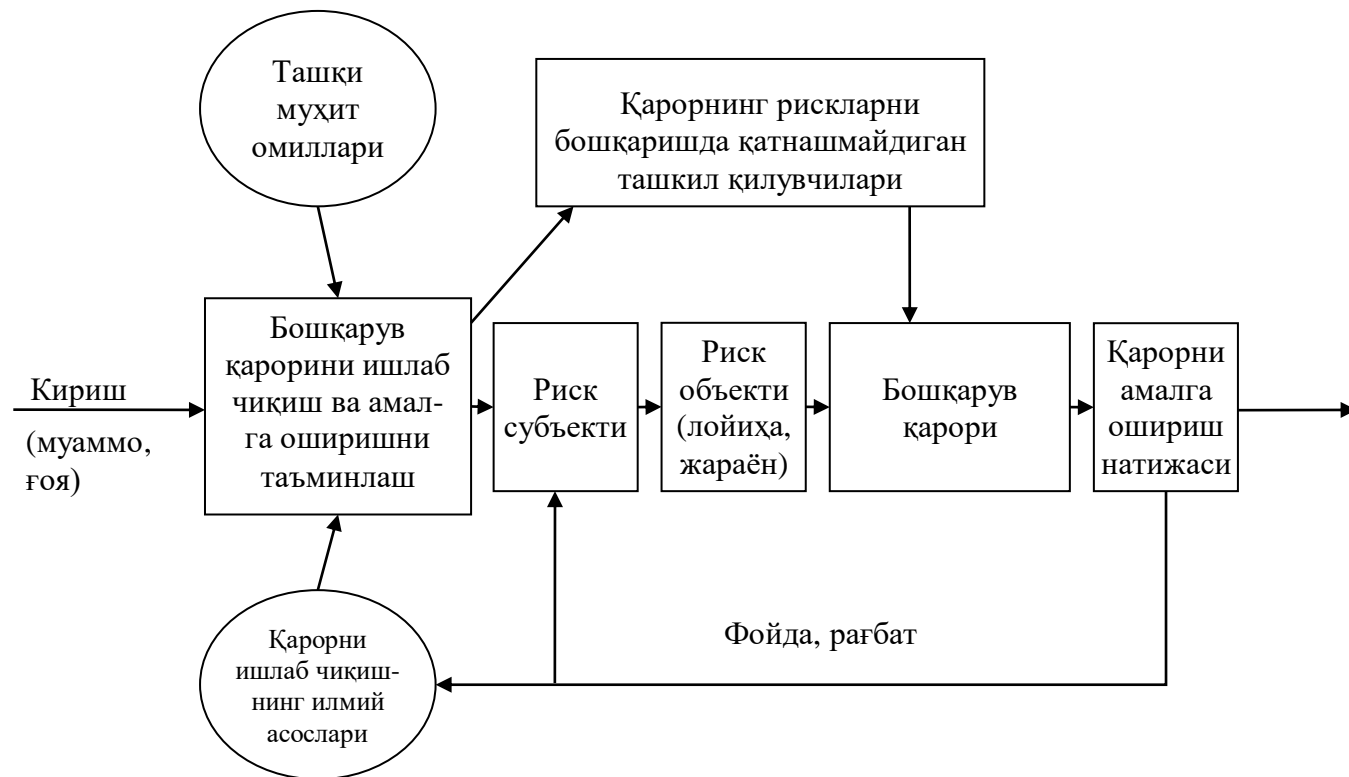 Ташқи
муҳит
омиллари
Қарорнинг рискларни
бошқаришда қатнашмайдиган
ташкил қилувчилари
Кириш
(муаммо,
ғоя)
Бошқарув
қарорини ишлаб
чиқиш ва амал-
га оширишни
таъминлаш
Риск
субъекти
Риск
объекти
(лойиҳа,
жараён)
Бошқарув
қарори
Қарорни
амалга
ошириш
натижаси
Қарорни
ишлаб чиқиш-
нинг илмий
асослари
Фойда, рағбат